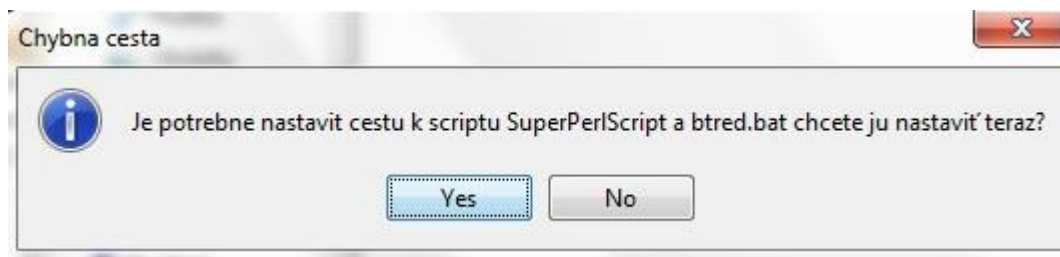 Chybna cesta
Je potrebne nastavit cestu k scriptu SuperPerlScript a btred.bat chcete ju nastaviť teraz?
Yes
No